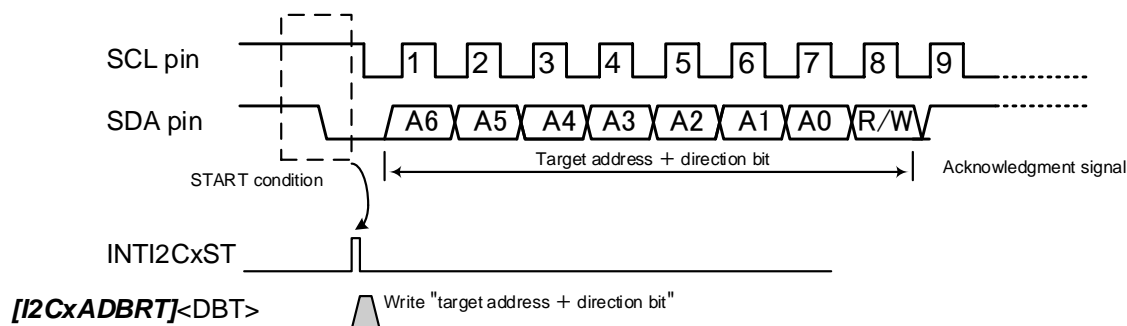 SCL pin 1 2 3 4 5 6 7 8 9
SDA pin A6 A5 A4 A3 A2 A1 A0 R/W
START condition
Target address + direction bit
Acknowledgment signal
INTI2CxST
[I2CxADBRT]<DBT>
Write "target address + direction bit"